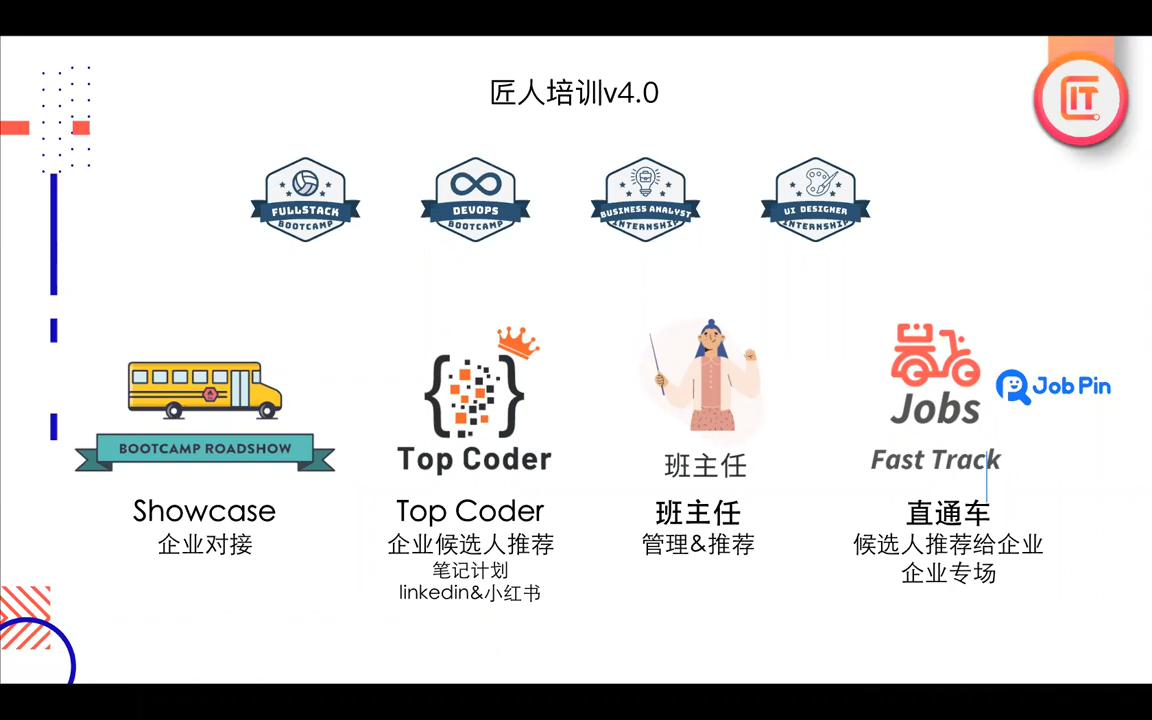 匠人培训v4.0
IT
FULLSTACK
BOOTCAMP
DEVOPS
BOOTCAMP
BUSINESS ANALYST
INTERNSHIP
UI DESIGNER
INTERNSHIP
BOOTCAMP ROADSHOW
Top Coder
班主任
Jobs
Fast Track
Job Pin
Showcase
企业对接
Top Coder
企业候选人推荐
笔记计划
linkedin&小红书
班主任
管理&推荐
直通车
候选人推荐给企业
企业专场